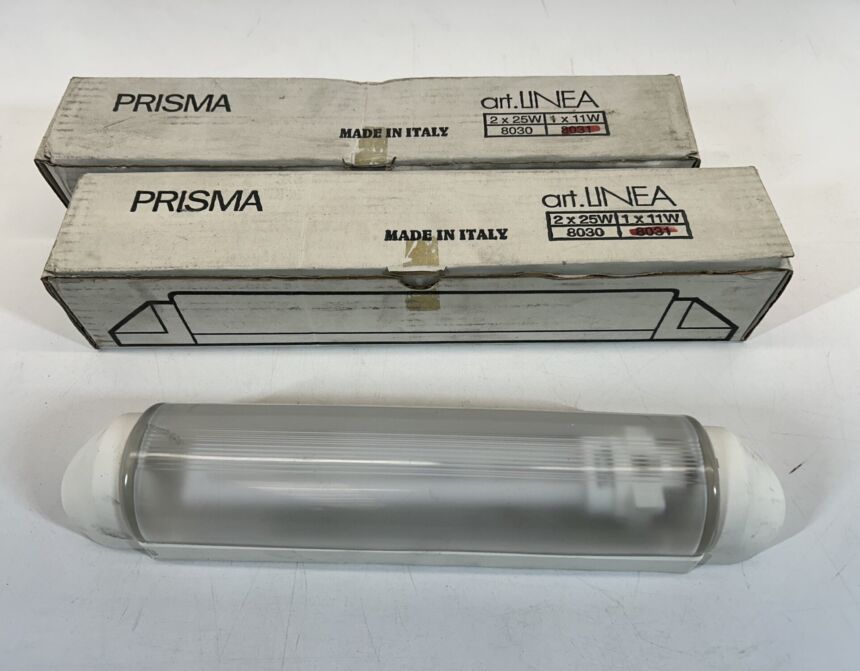 PRISMA
art.LINEA
MADE IN ITALY
2 x 25W 1 x 11W
8030 8031
PRISMA
art.LINEA
MADE IN ITALY
2 x 25W 1 x 11W
8030 8031